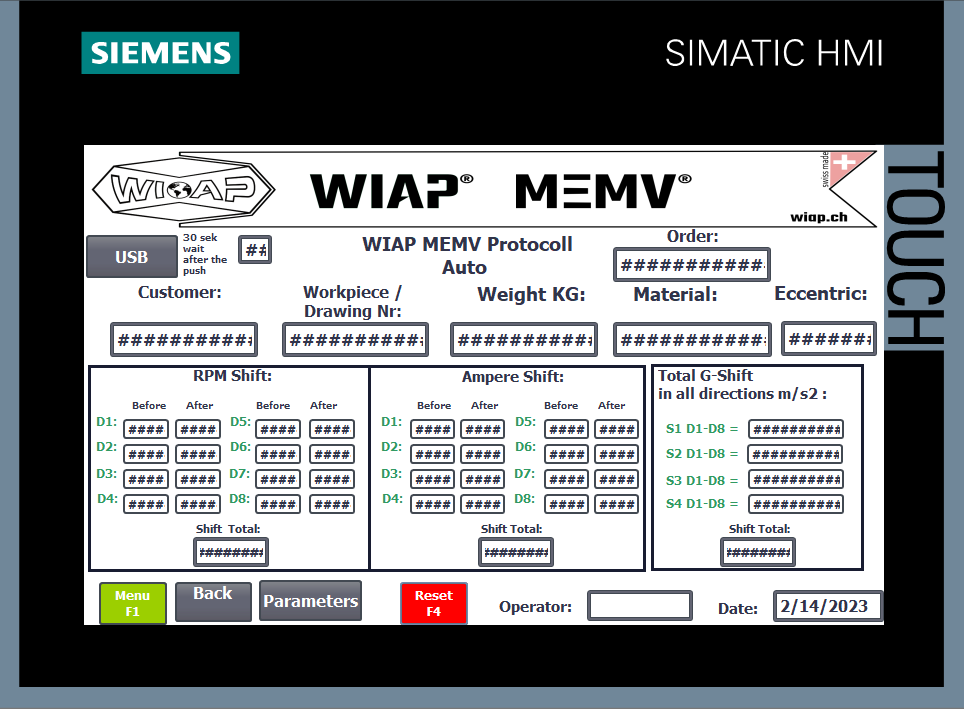 SIEMENS
SIMATIC HMI
TOUCH
WIAP
WIAP® MEMV®
swiss made
wiap.ch
USB
30 sek
wait
after the
push
##
WIAP MEMV Protocoll
Auto
Order:
###########
Customer:
Workpiece /
Drawing Nr:
Weight KG:
Material:
Eccentric:
########### ########### ########### ########### ######
RPM Shift:
Before After Before After
D1: #### #### D5: #### ####
D2: #### #### D6: #### ####
D3: #### #### D7: #### ####
D4: #### #### D8: #### ####
Shift Total:
########
Ampere Shift:
Before After Before After
D1: #### #### D5: #### ####
D2: #### #### D6: #### ####
D3: #### #### D7: #### ####
D4: #### #### D8: #### ####
Shift Total:
########
Total G-Shift
in all directions m/s2 :
S1 D1-D8 = ##########
S2 D1-D8 = ##########
S3 D1-D8 = ##########
S4 D1-D8 = ##########
Shift Total:
########
Menu
F1
Back
Parameters
Reset
F4
Operator:
Date: 2/14/2023